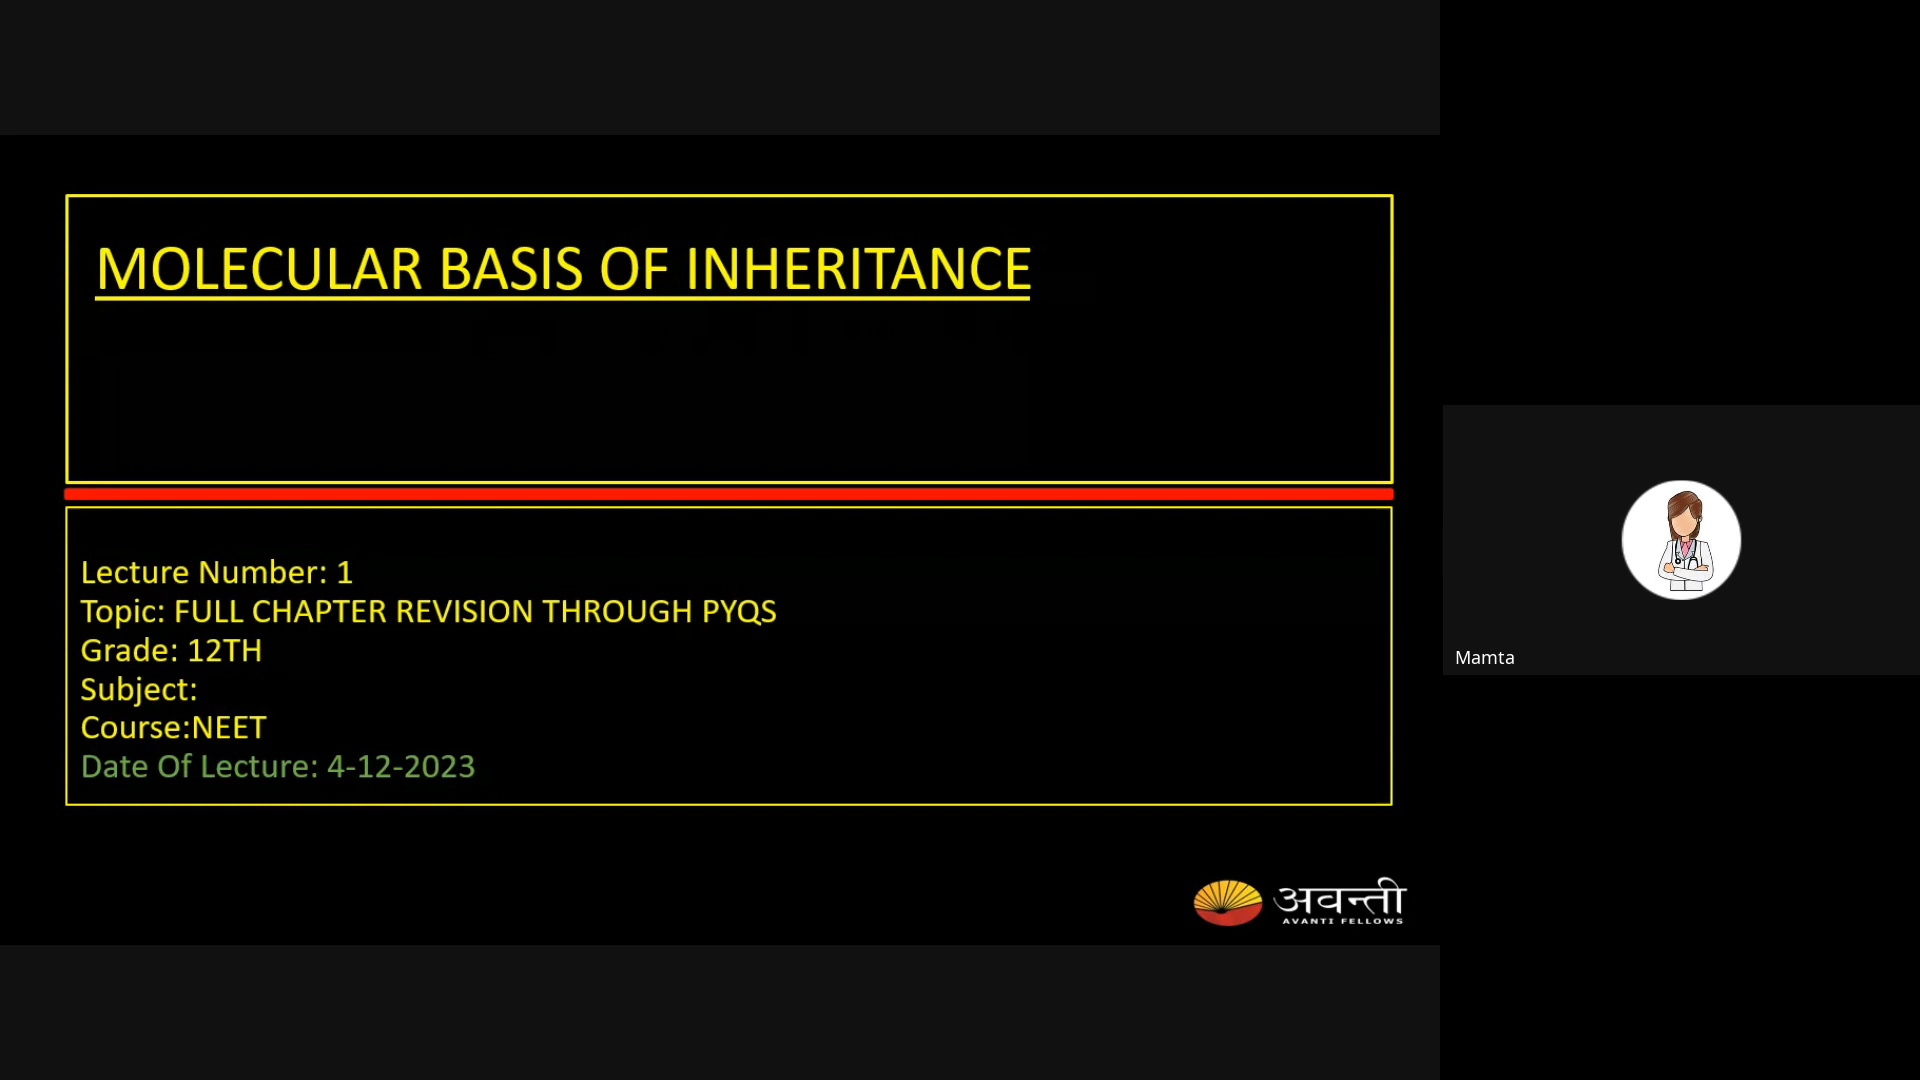 MOLECULAR BASIS OF INHERITANCE
Lecture Number: 1
Topic: FULL CHAPTER REVISION THROUGH PYQS
Grade: 12TH
Subject:
Course:NEET
Date Of Lecture: 4-12-2023
अवन्ती
AVANTI FELLOWS
Mamta